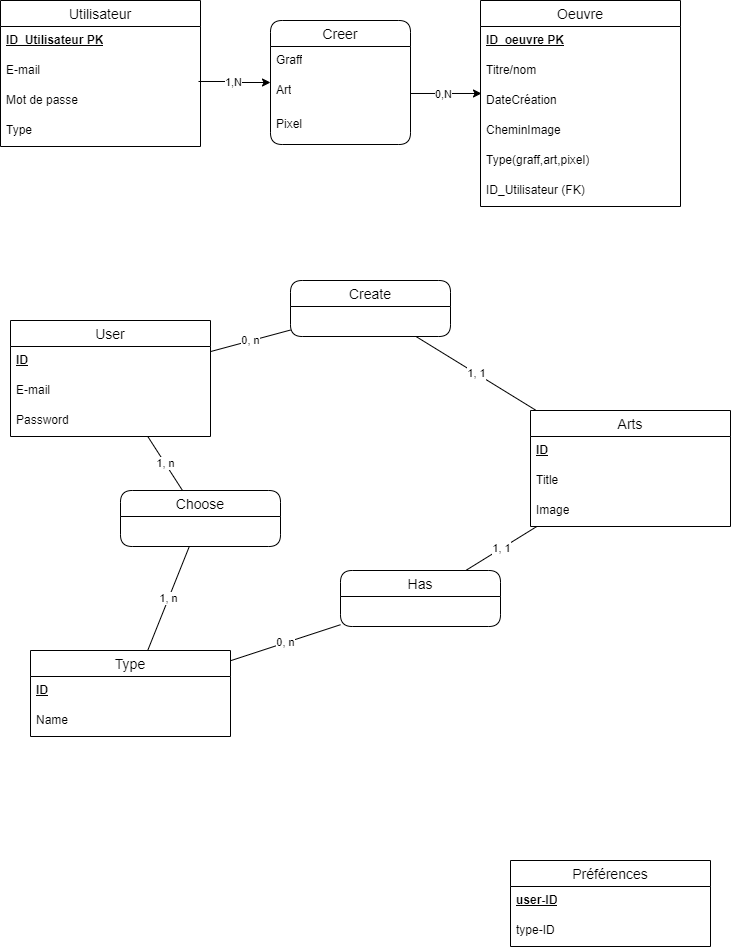 Utilisateur
ID_Utilisateur PK
E-mail
Mot de passe
Type
1,N
Creer
Graff
Art
Pixel
0,N
Oeuvre
ID_oeuvre PK
Titre/nom
DateCréation
CheminImage
Type(graff,art,pixel)
ID_Utilisateur (FK)
Create
User
ID
E-mail
Password
0, n
1, 1
Arts
ID
Title
Image
1, n
Choose
1, n
1, 1
Has
0, n
Type
ID
Name
Préférences
user-ID
type-ID